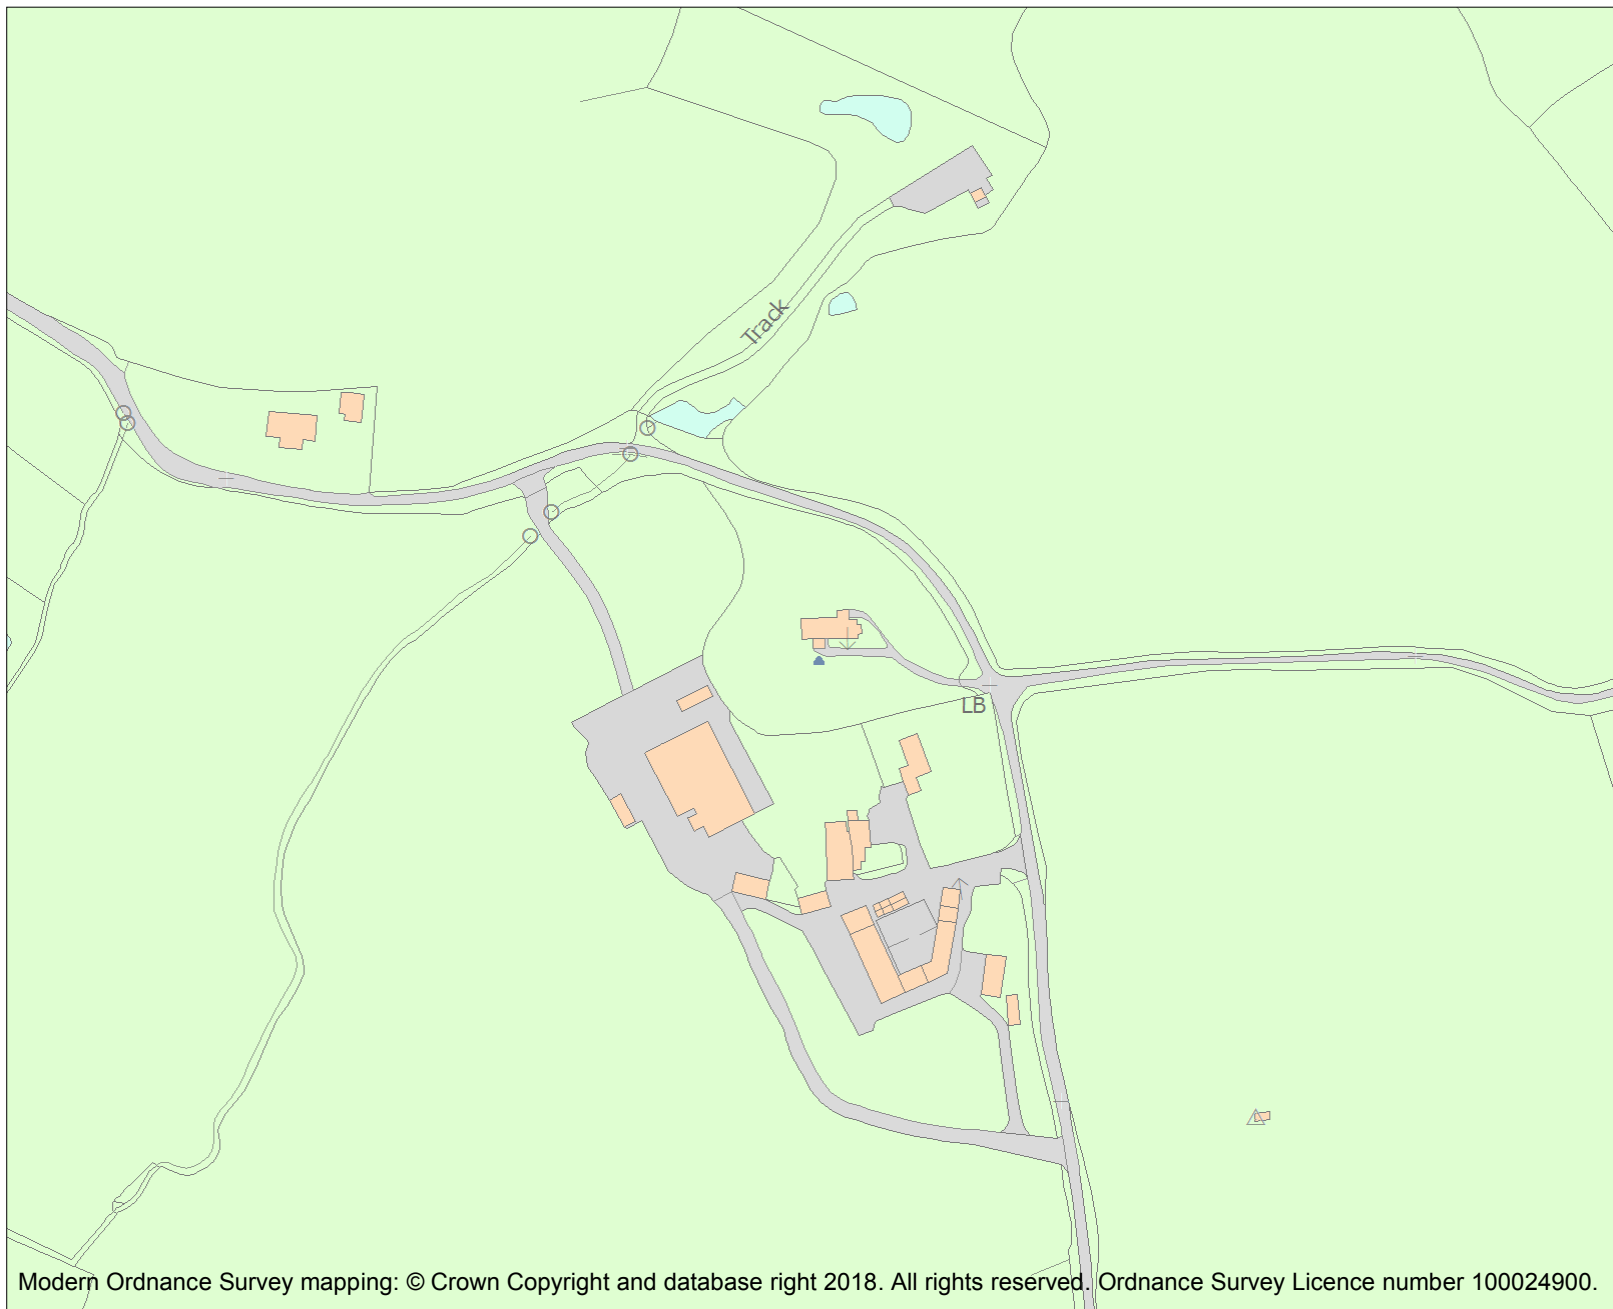 Track
LB
Modern Ordnance Survey mapping: © Crown Copyright and database right 2018. All rights reserved. Ordnance Survey Licence number 100024900.